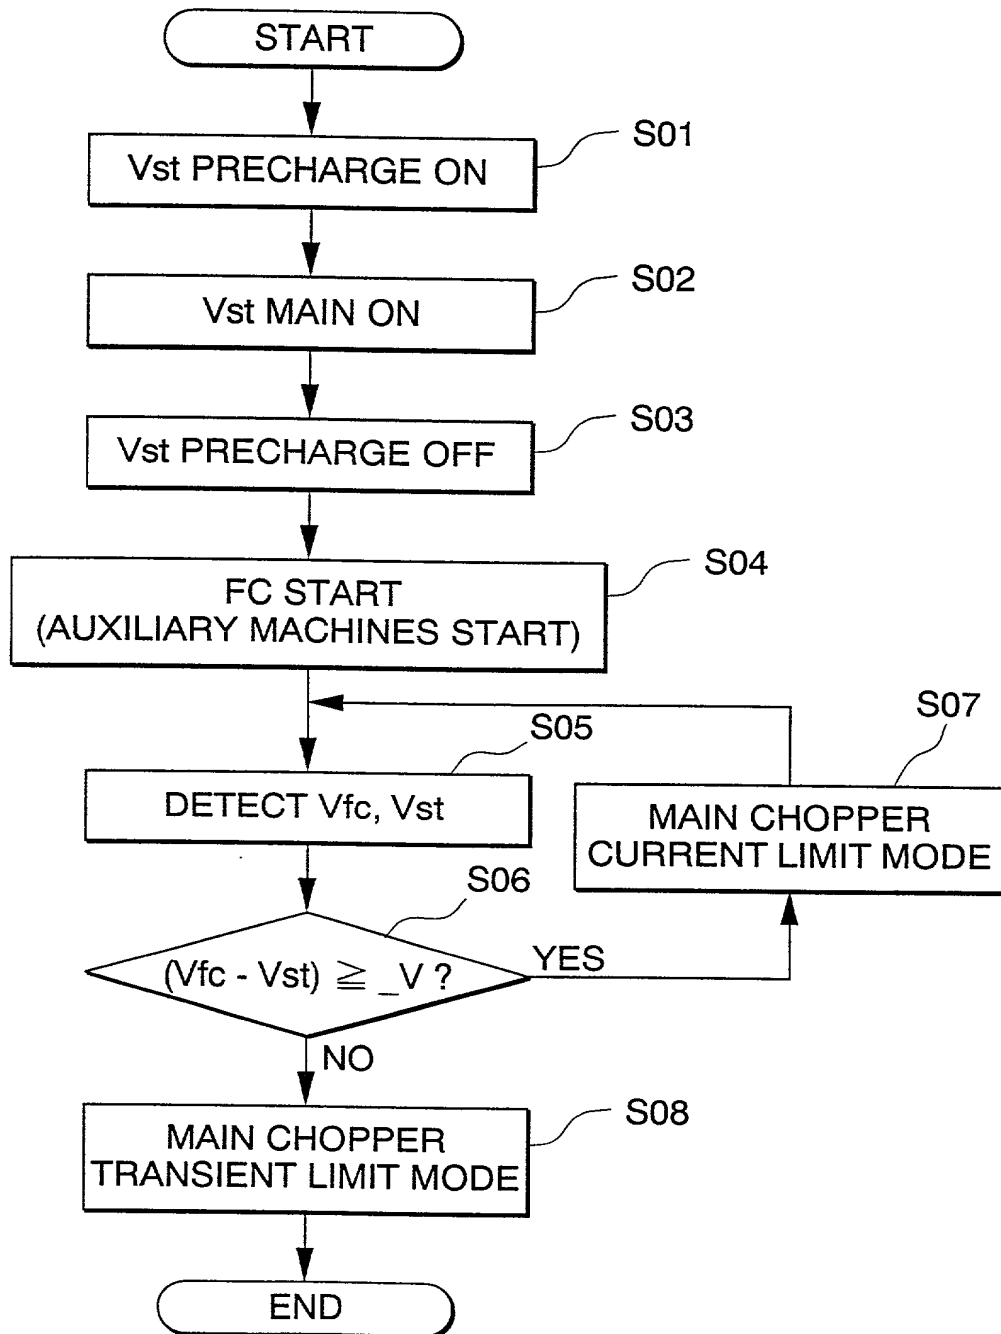 START
S01
Vst PRECHARGE ON
S02
Vst MAIN ON
S03
Vst PRECHARGE OFF
S04
FC START
(AUXILIARY MACHINES START)
S07
S05
MAIN CHOPPER
CURRENT LIMIT MODE
DETECT Vfc, Vst
S06
(Vfc - Vst) ≧ _V ?
YES
NO
S08
MAIN CHOPPER
TRANSIENT LIMIT MODE
END